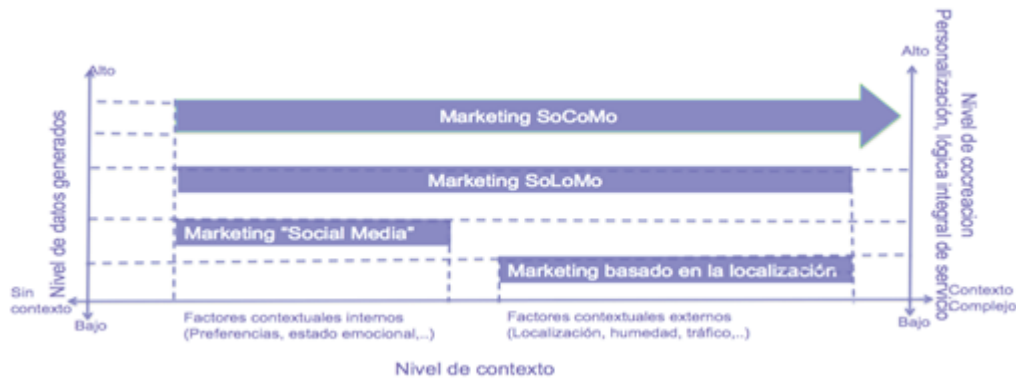 Alto
Alto
Nivel de datos generados
Marketing SoCoMo
Marketing SoLoMo
Marketing "Social Media"
Marketing basado en la localización
Personalización, lógica integral de servicio
Nivel de cocreacion
Sin
contexto
Bajo
Factores contextuales internos
(Preferencias, estado emocional,..)
Factores contextuales externos
(Localización, humedad, tráfico,..)
Bajo
Contexto
Complejo
Nivel de contexto